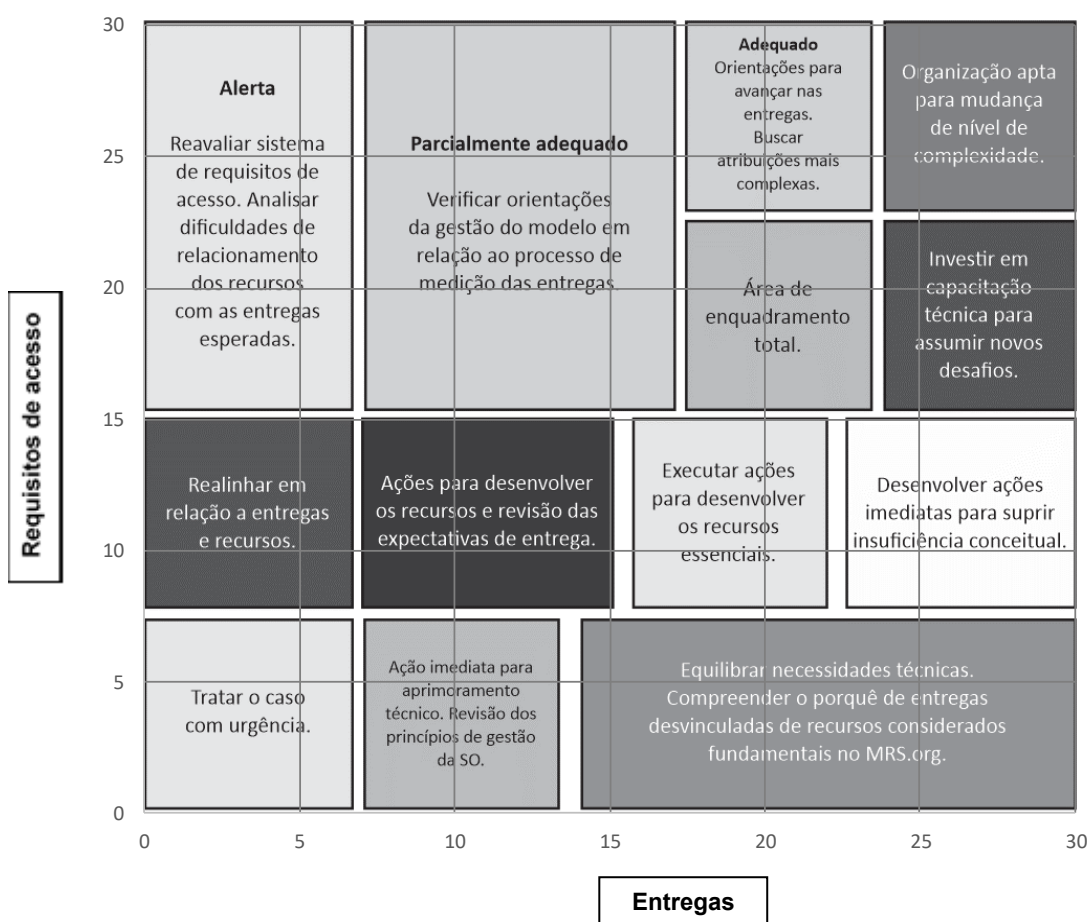 30
25
20
15
10
5
0
Requisitos de acesso
Alerta
Reavaliar sistema
de requisitos de
acesso. Analisar
dificuldades de
relacionamento
dos recursos
com as entregas
esperadas.
Parcialmente adequado
Verificar orientações
da gestão do modelo em
relação ao processo de
medição das entregas.
Adequado
Orientações para
avançar nas
entregas.
Buscar
atribuições mais
complexas.
Organização apta
para mudança
de nível de
complexidade.
Área de
enquadramento
total.
Investir em
capacitação
técnica para
assumir novos
desafios.
Realinhar em
relação a entregas
e recursos.
Ações para desenvolver
os recursos e revisão das
expectativas de entrega.
Executar ações
para desenvolver
os recursos
essenciais.
Desenvolver ações
imediatas para suprir
insuficiência conceitual.
Tratar o caso
com urgência.
Ação imediata para
aprimoramento
técnico. Revisão dos
princípios de gestão
da SO.
Equilibrar necessidades técnicas.
Compreender o porquê de entregas
desvinculadas de recursos considerados
fundamentais no MRS.org.
0 5 10 15 20 25 30
Entregas